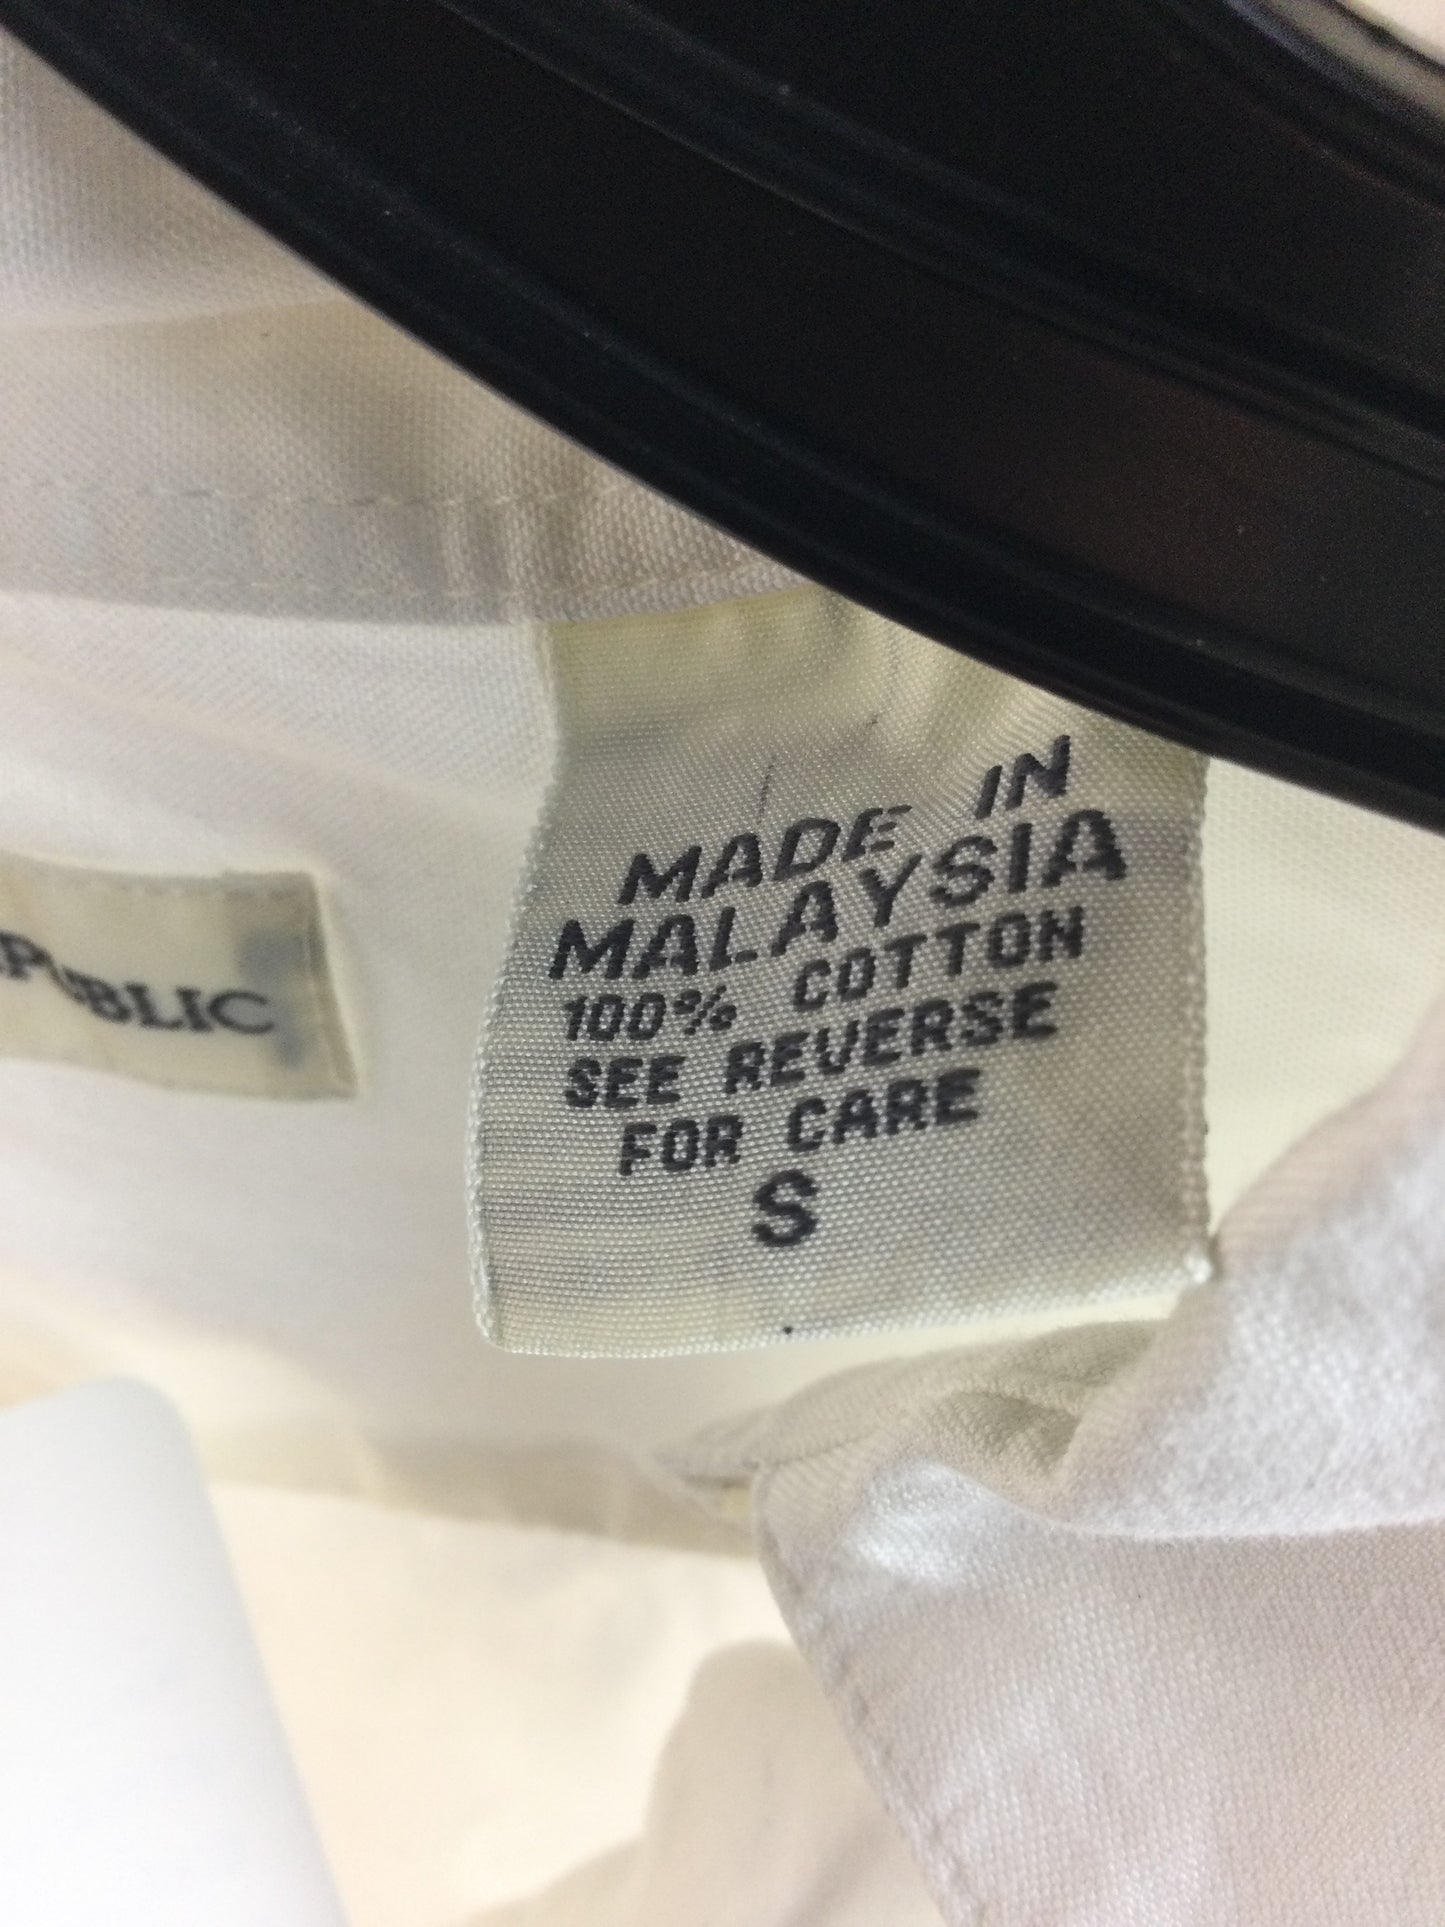 PUBLIC
MADE IN
MALAYSIA
100% COTTON
SEE REVERSE
FOR CARE
S